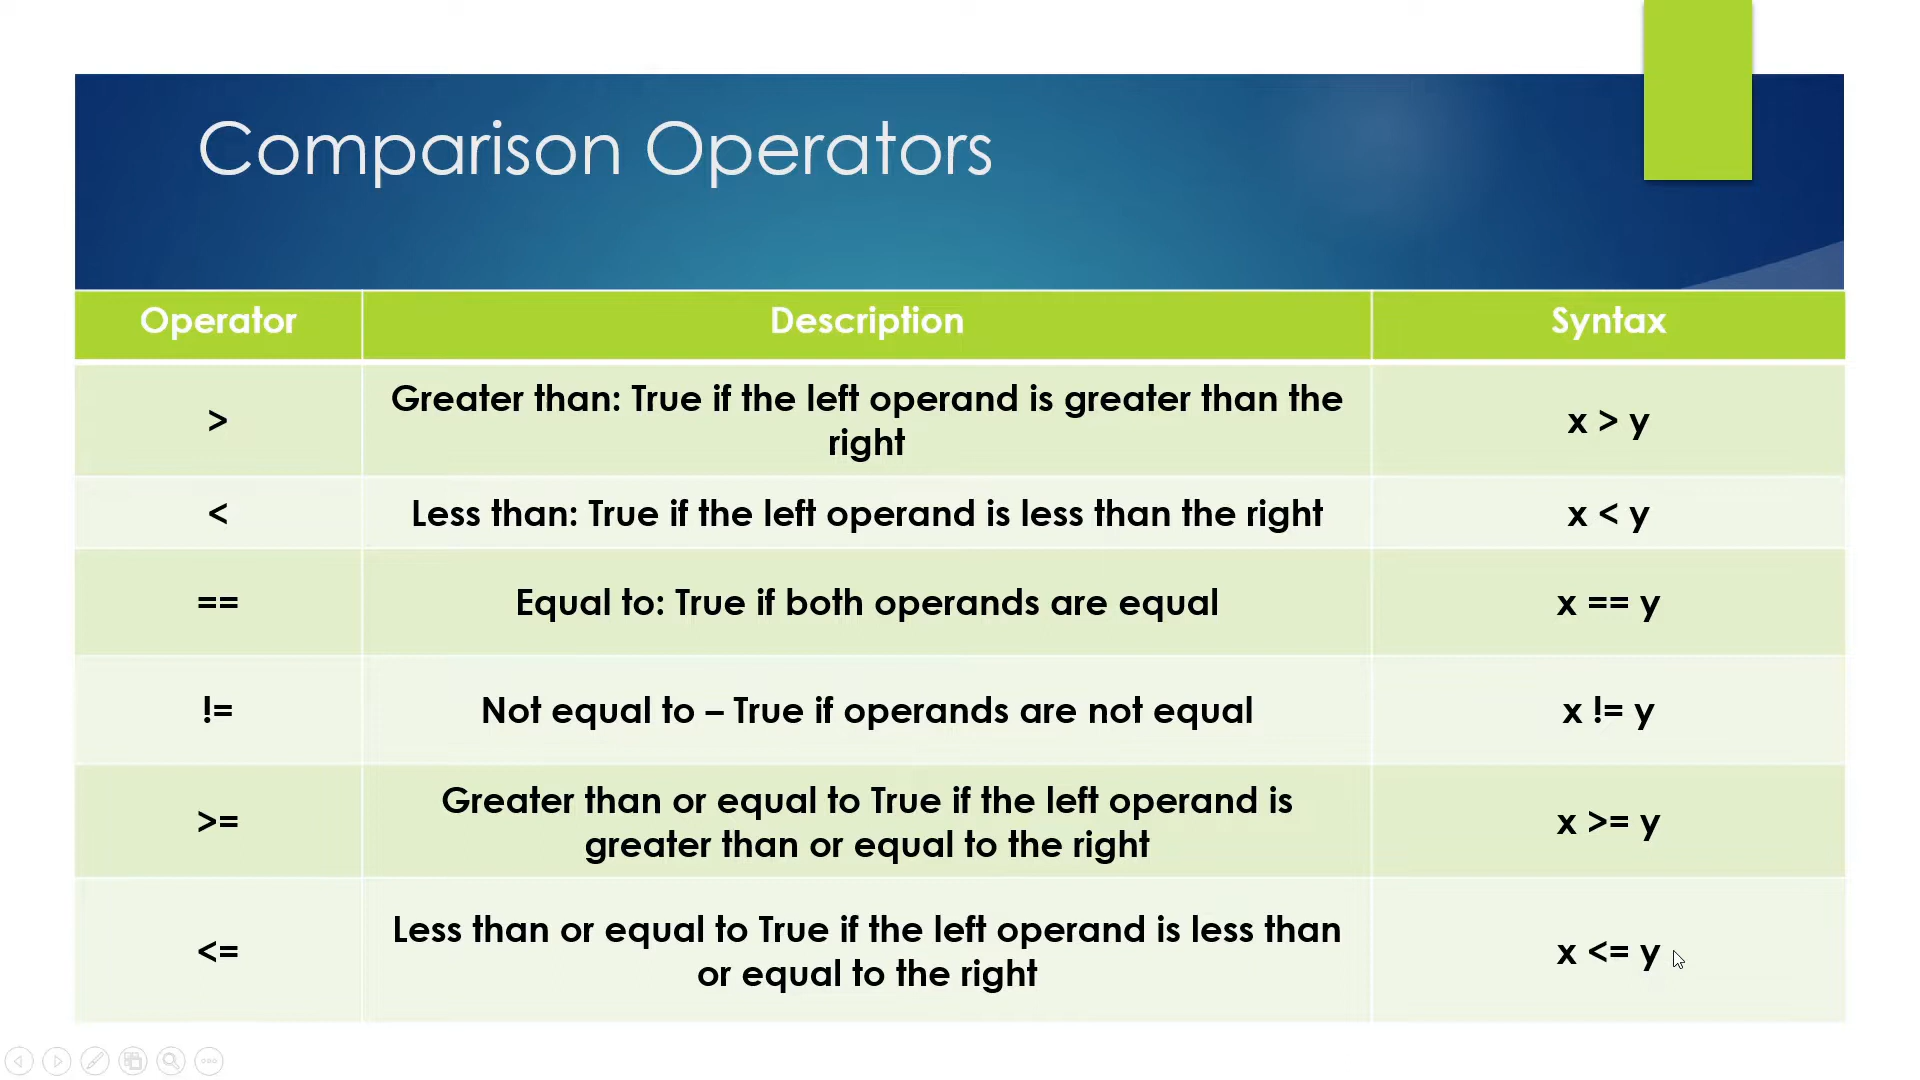 Comparison Operators
Operator Description Syntax
> Greater than: True if the left operand is greater than the
right x > y
< Less than: True if the left operand is less than the right x < y
== Equal to: True if both operands are equal x == y
!= Not equal to – True if operands are not equal x != y
>= Greater than or equal to True if the left operand is
greater than or equal to the right x >= y
<= Less than or equal to True if the left operand is less than
or equal to the right x <= y